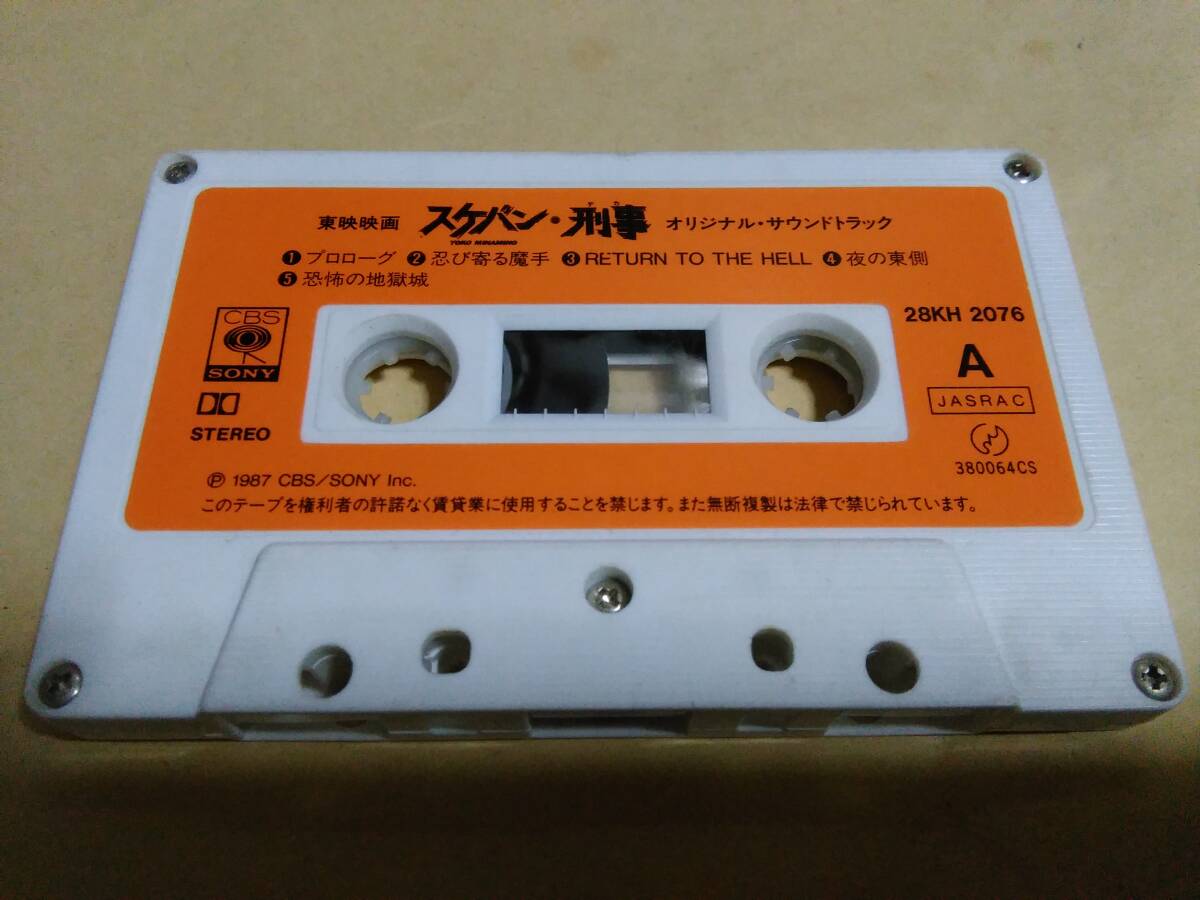 東映映画 スケバン・刑事 オリジナル・サウンドトラック
デカ
YOKO MINAMINO
❶プロローグ ❷忍び寄る魔手 ❸RETURN TO THE HELL ❹夜の東側
❺恐怖の地獄城
CBS
SONY
28KH 2076
A
JASRAC
STEREO
380064CS
Ⓟ 1987 CBS/SONY Inc.
このテープを権利者の許諾なく賃貸業に使用することを禁じます。また無断複製は法律で禁じられています。